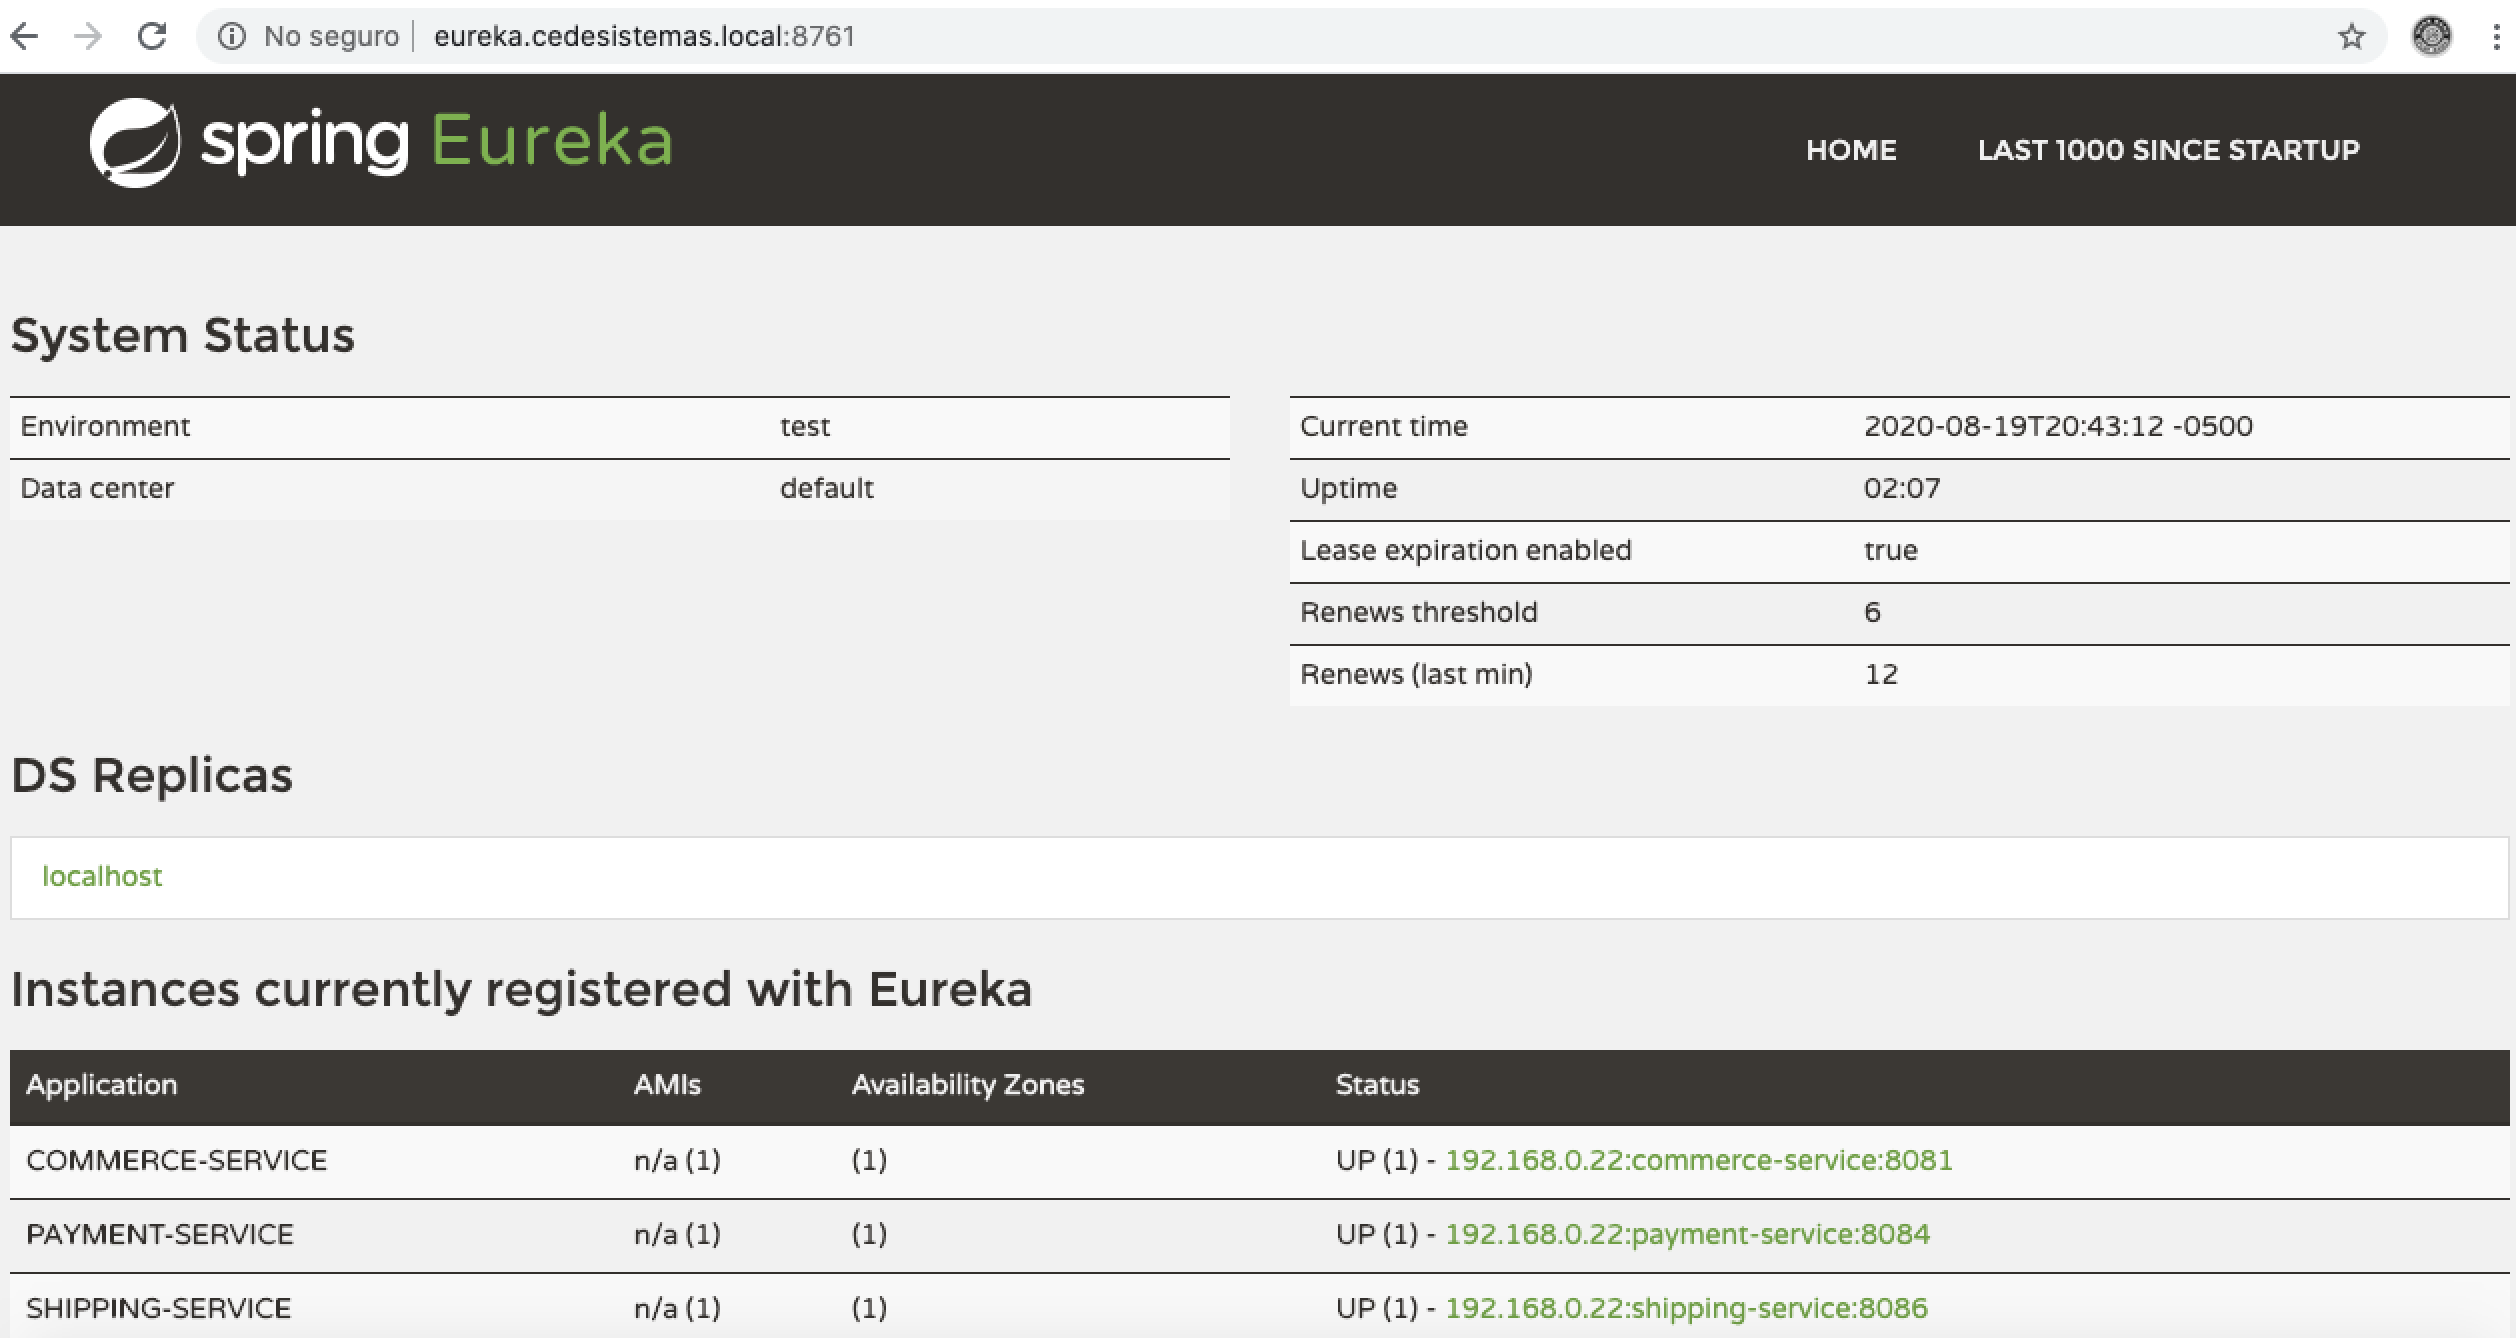 No seguro eureka.cedesistemas.local:8761
spring Eureka
HOME LAST 1000 SINCE STARTUP
System Status
Environment test
Data center default
Current time 2020-08-19T20:43:12 -0500
Uptime 02:07
Lease expiration enabled true
Renews threshold 6
Renews (last min) 12
DS Replicas
localhost
Instances currently registered with Eureka
Application AMIs Availability Zones Status
COMMERCE-SERVICE n/a (1) (1) UP (1) - 192.168.0.22:commerce-service:8081
PAYMENT-SERVICE n/a (1) (1) UP (1) - 192.168.0.22:payment-service:8084
SHIPPING-SERVICE n/a (1) (1) UP (1) - 192.168.0.22:shipping-service:8086